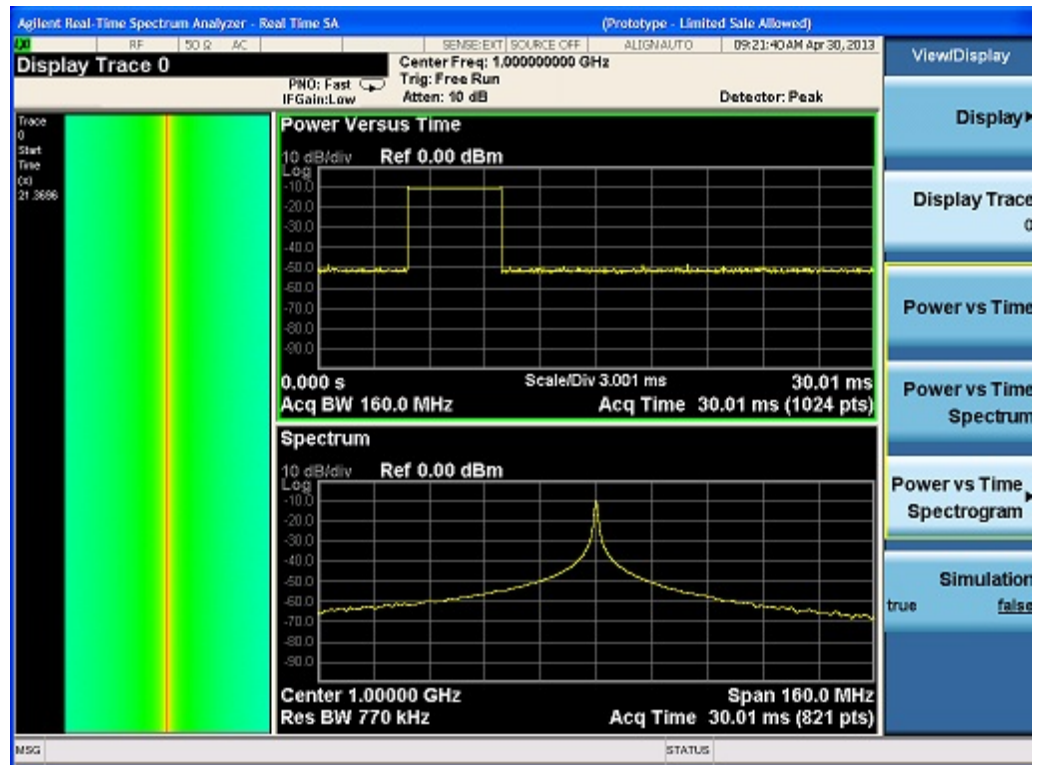 Agilent Real-Time Spectrum Analyzer - Real Time SA (Prototype - Limited Sale Allowed)
RF 50 Ω AC SENSE:EXT SOURCE OFF ALIGNAUTO 09:21:40 AM Apr 30, 2013
Display Trace 0
Center Freq: 1.000000000 GHz
PNO: Fast Trig: Free Run
IFGain:Low Atten: 10 dB Detector: Peak
Trace
0
Start
Time
(x)
21.3696
Power Versus Time
10 dB/div Ref 0.00 dBm
Log
-10.0
-20.0
-30.0
-40.0
-50.0
-60.0
-70.0
-80.0
-90.0
0.000 s Scale/Div 3.001 ms 30.01 ms
Acq BW 160.0 MHz Acq Time 30.01 ms (1024 pts)
Spectrum
10 dB/div Ref 0.00 dBm
Log
-10.0
-20.0
-30.0
-40.0
-50.0
-60.0
-70.0
-80.0
-90.0
Center 1.00000 GHz Span 160.0 MHz
Res BW 770 kHz Acq Time 30.01 ms (821 pts)
View/Display
Display
Display Trace
0
Power vs Time
Power vs Time
Spectrum
Power vs Time
Spectrogram
Simulation
true false
MSG STATUS